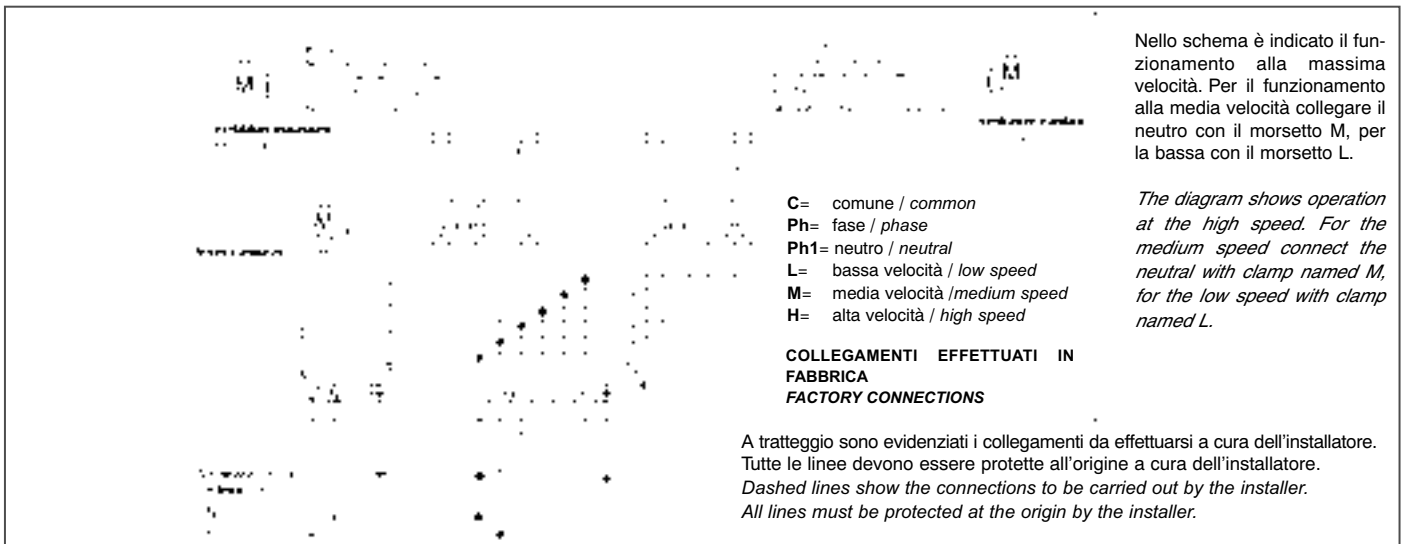 M
M
Nello schema è indicato il fun-
zionamento alla massima
velocità. Per il funzionamento
alla media velocità collegare il
neutro con il morsetto M, per
la bassa con il morsetto L.
The diagram shows operation
at the high speed. For the
medium speed connect the
neutral with clamp named M,
for the low speed with clamp
named L.
M
C= comune / common
Ph= fase / phase
Ph1= neutro / neutral
L= bassa velocità / low speed
M= media velocità /medium speed
H= alta velocità / high speed
COLLEGAMENTI EFFETTUATI IN
FABBRICA
FACTORY CONNECTIONS
A tratteggio sono evidenziati i collegamenti da effettuarsi a cura dell'installatore.
Tutte le linee devono essere protette all'origine a cura dell'installatore.
Dashed lines show the connections to be carried out by the installer.
All lines must be protected at the origin by the installer.